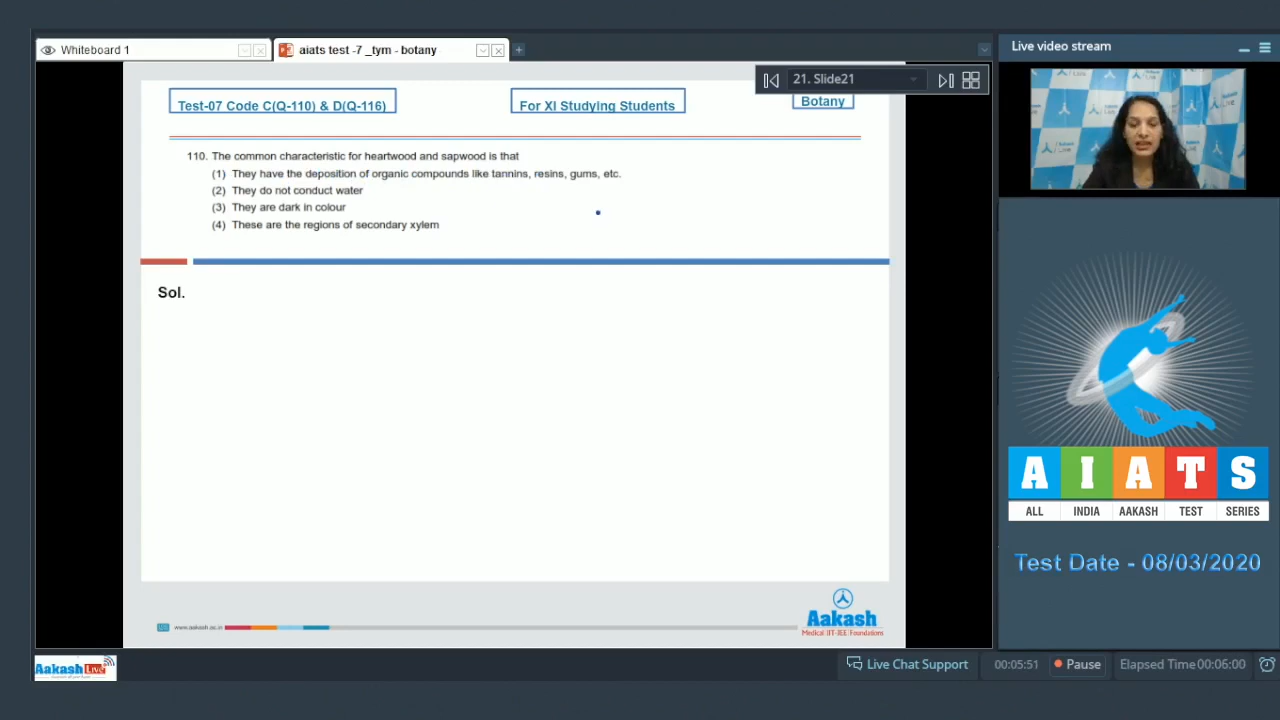 Whiteboard 1
aiats test -7 _tym - botany
Live video stream
21. Slide21
Test-07 Code C(Q-110) & D(Q-116)
For XI Studying Students
Botany
110. The common characteristic for heartwood and sapwood is that
(1) They have the deposition of organic compounds like tannins, resins, gums, etc.
(2) They do not conduct water
(3) They are dark in colour
(4) These are the regions of secondary xylem
Sol.
www.aakash.ac.in
Aakash
Medical | IIT-JEE | Foundations
A I A T S
ALL INDIA AAKASH TEST SERIES
Test Date - 08/03/2020
Aakash Live
Live Chat Support
00:05:51
Pause
Elapsed Time 00:06:00